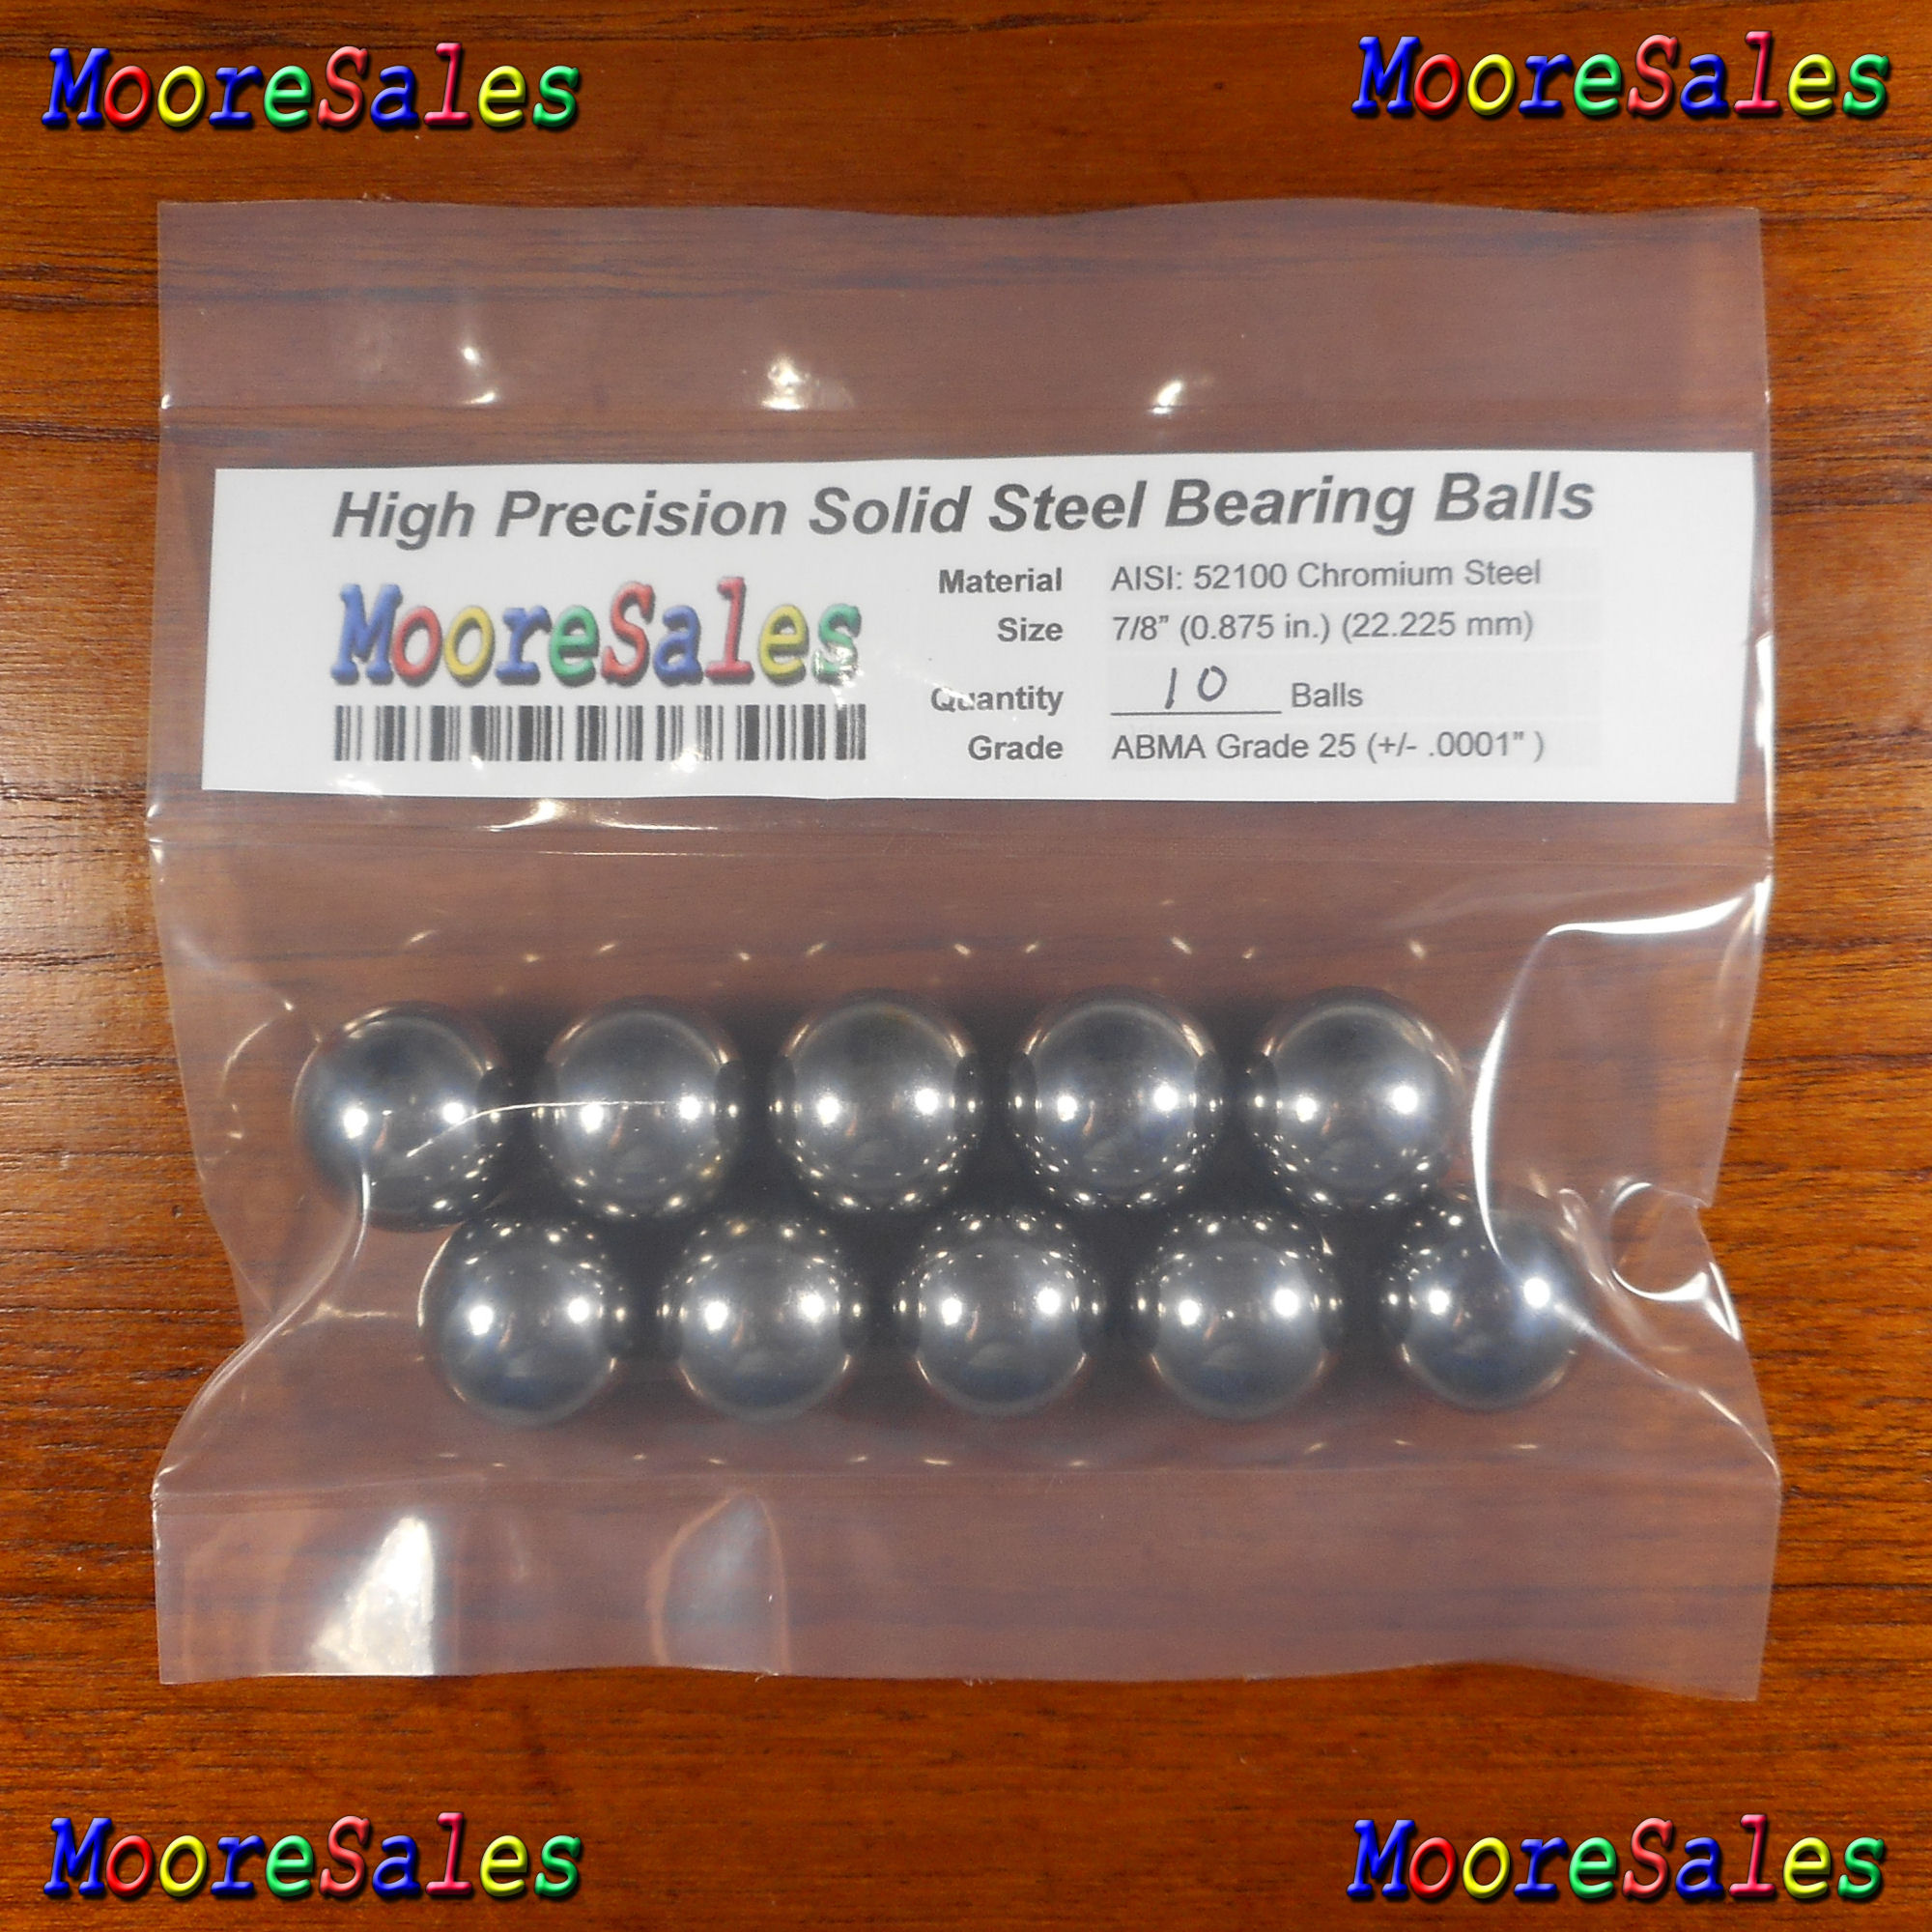 MooreSales MooreSales
High Precision Solid Steel Bearing Balls
MooreSales
Material AISI: 52100 Chromium Steel
Size 7/8” (0.875 in.) (22.225 mm)
Quantity 10 Balls
Grade ABMA Grade 25 (+/- .0001” )
MooreSales MooreSales